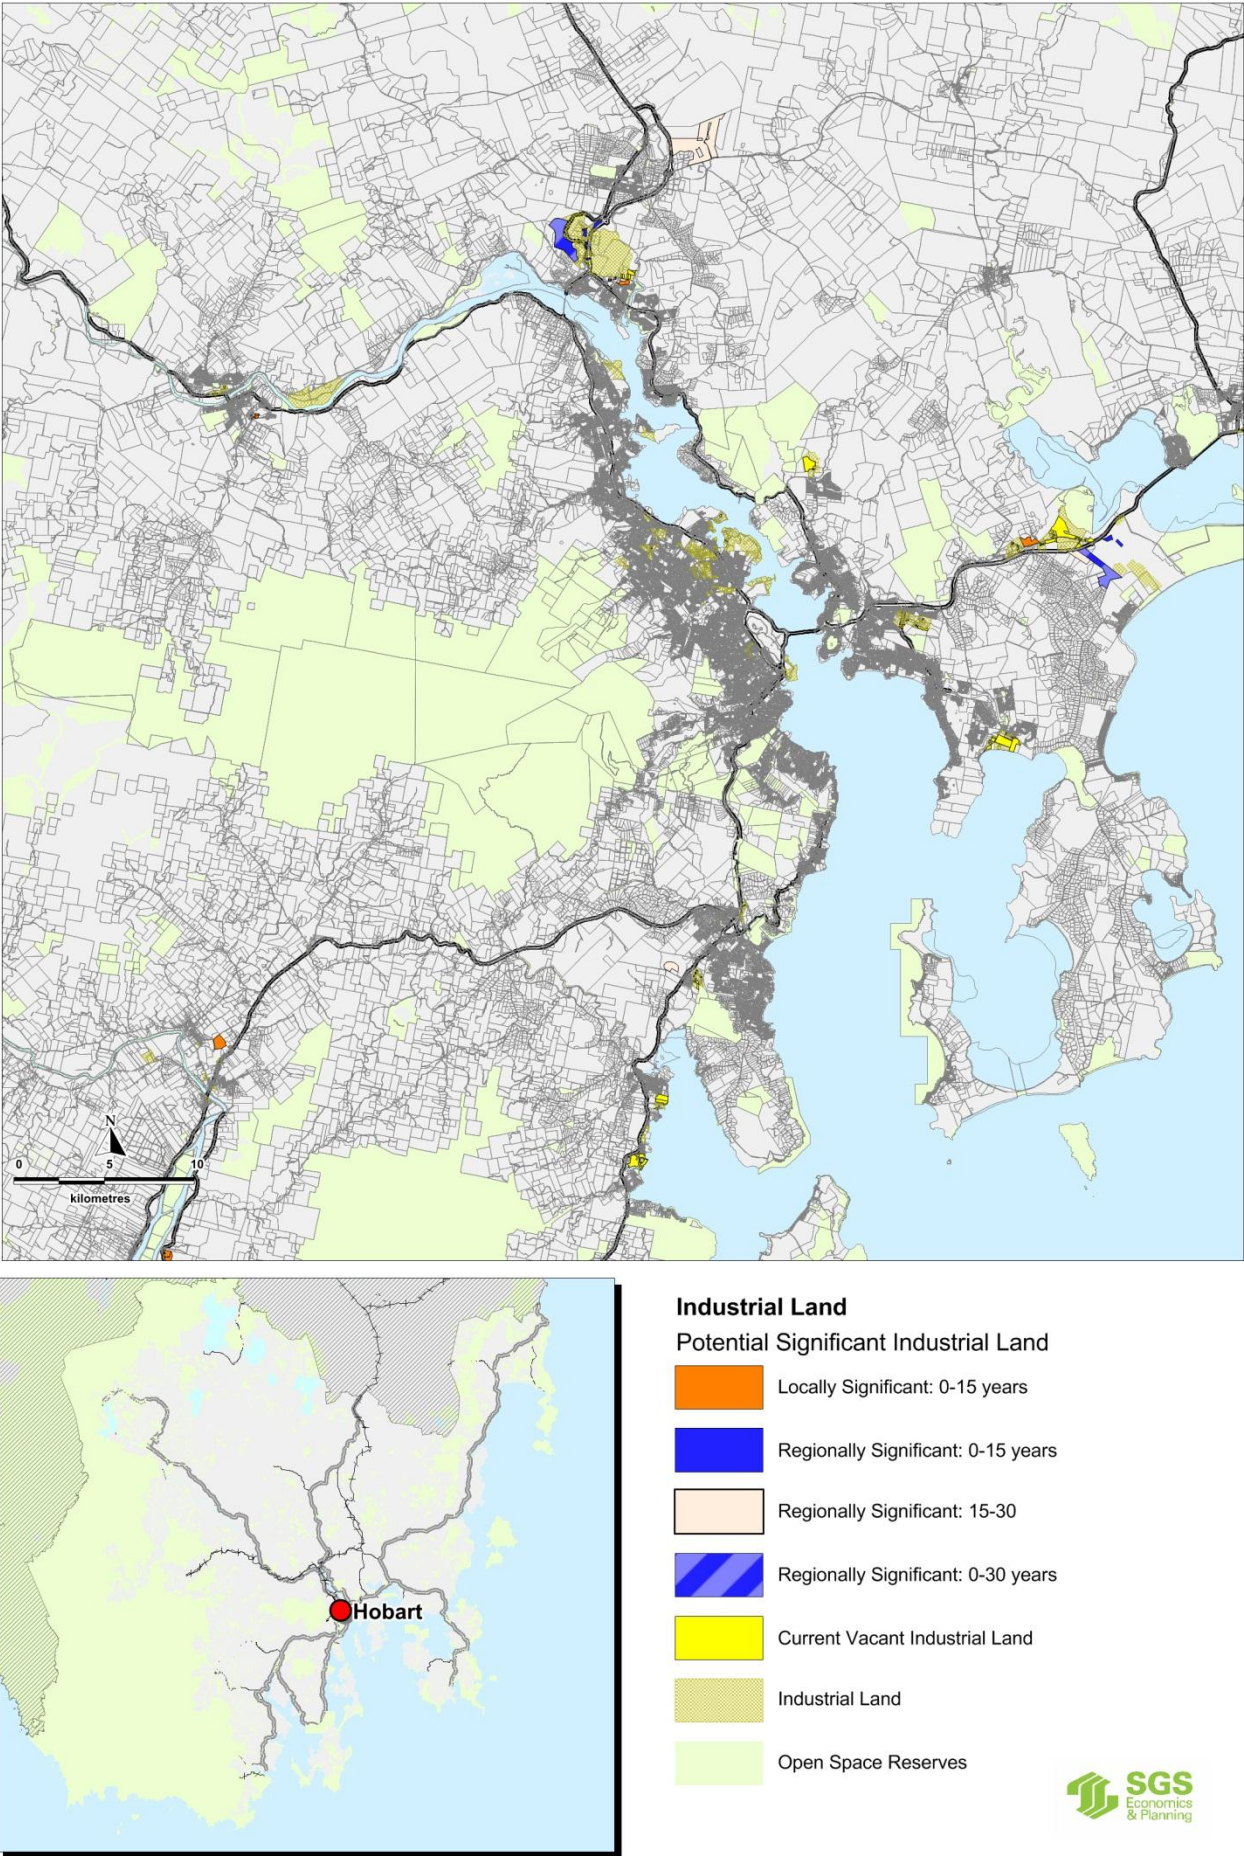 N
0 5 10
kilometres
Hobart
Industrial Land
Potential Significant Industrial Land
Locally Significant: 0-15 years
Regionally Significant: 0-15 years
Regionally Significant: 15-30
Regionally Significant: 0-30 years
Current Vacant Industrial Land
Industrial Land
Open Space Reserves
SGS
Economics
& Planning